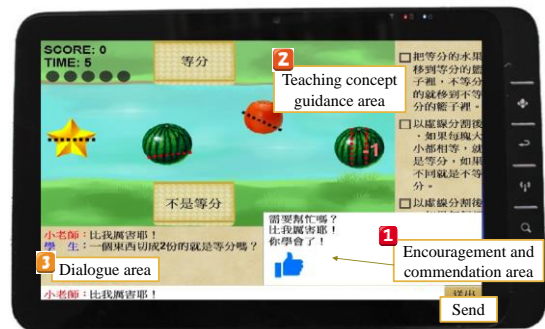 SCORE: 0
TIME: 5
等分
2
Teaching concept
guidance area
□把等分的水果
移到等分的籃
子裡,不等分
的就移到不等
分的籃子裡。
□以虛線分割後
,如果每塊大
小都相等,就
是等分,如果
不同就是不等
分。
□以虛線分割後
-1
不是等分
小老師:比我厲害耶!
學 生:一個東西切成2份的就是等分嗎?
需要幫忙嗎?
比我厲害耶!
你學會了!
1
Encouragement and
commendation area
3
Dialogue area
小老師:比我厲害耶!
送出
Send